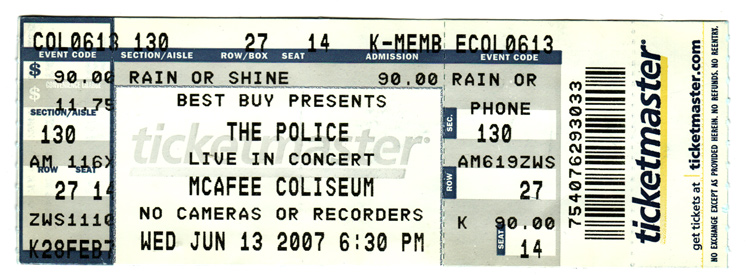 COL0613 130 27 14 K-MEMB ECOL0613
EVENT CODE SECTION/AISLE ROW/BOX SEAT ADMISSION EVENT CODE
$ 90.00 RAIN OR SHINE 90.00 RAIN OR
$ CONVENIENCE CHARGE
11.75 BEST BUY PRESENTS PHONE
SECTION/AISLE
THE POLICE
SEC.
130 130
ticketmaster
AM 116X LIVE IN CONCERT AM619ZWS
ROW SEAT
27 14 MCAFEE COLISEUM ROW 27
ZWS1110 NO CAMERAS OR RECORDERS K 90.00
K28FEB7 WED JUN 13 2007 6:30 PM SEAT 14
754076293033
ticketmaster
get tickets at ticketmaster.com
NO EXCHANGE EXCEPT AS PROVIDED HEREIN. NO REFUNDS. NO REENTRY.